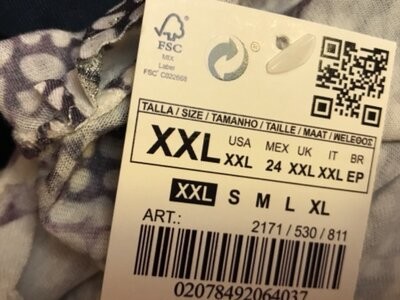 FSC
MIX
Label
FSC® C022668
TALLA / SIZE / TAMANHO / TAILLE / MAAT / ΜΕΓΕΘΟΣ
XXL
USA MEX UK IT BR
XXL 24 XXL XXL EP
XXL S M L XL
ART.:
2171 / 530 / 811
02078492064037